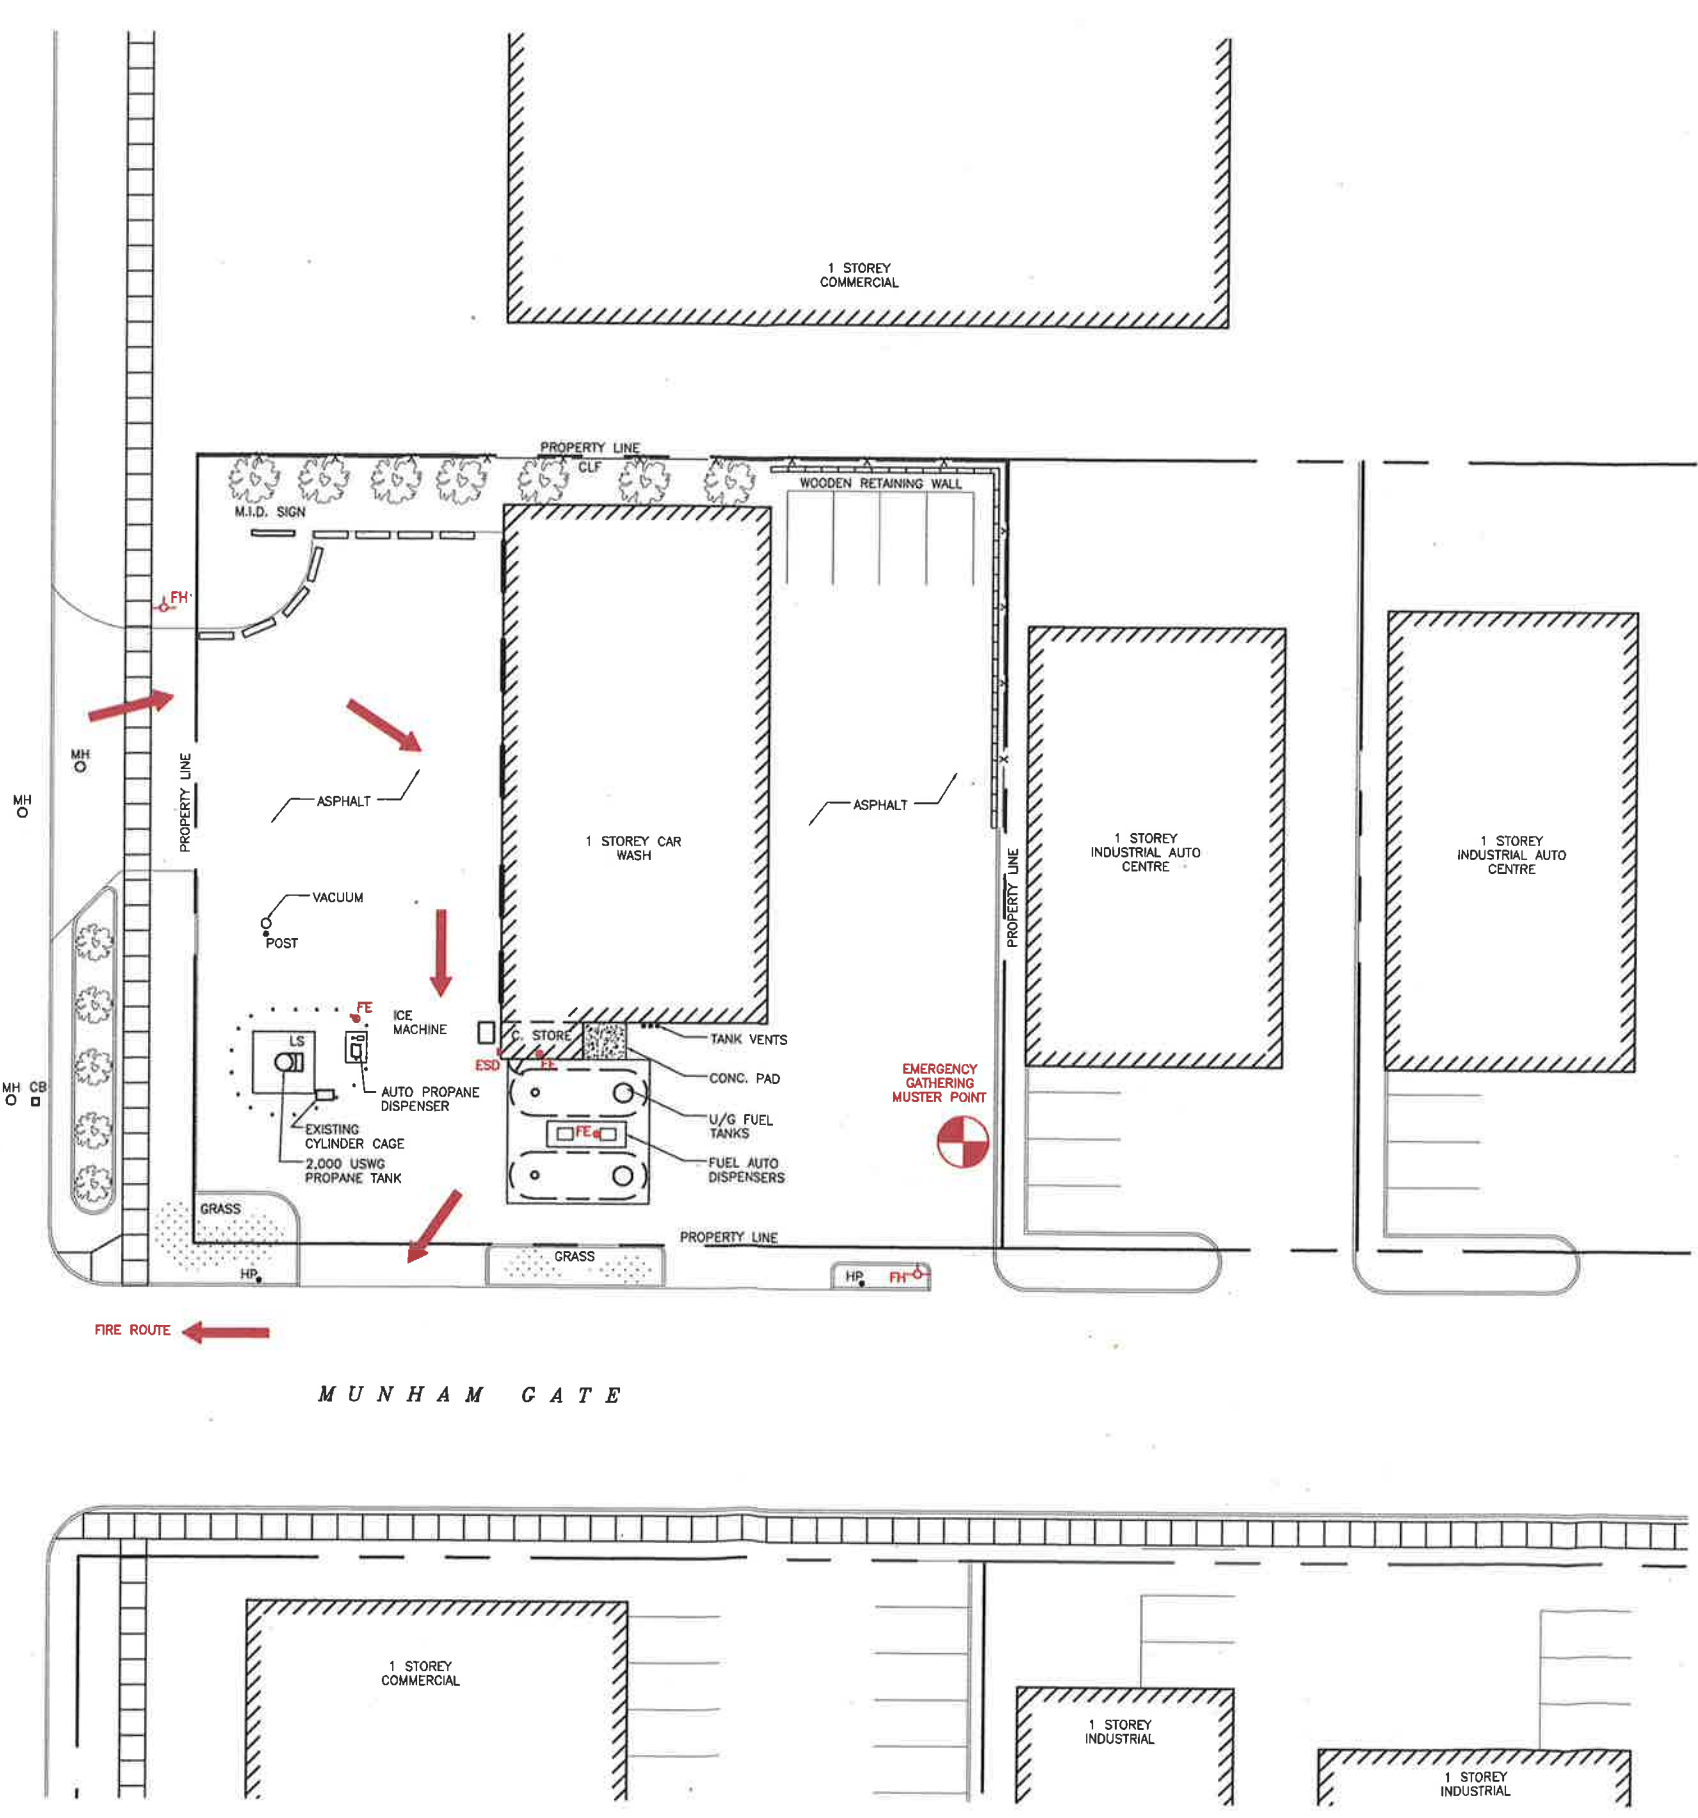 1 STOREY
COMMERCIAL
PROPERTY LINE
CLF
WOODEN RETAINING WALL
M.I.D. SIGN
FH
MH
MH
PROPERTY LINE
ASPHALT
ASPHALT
1 STOREY CAR
WASH
PROPERTY LINE
1 STOREY
INDUSTRIAL AUTO
CENTRE
1 STOREY
INDUSTRIAL AUTO
CENTRE
VACUUM
POST
FE
ICE
MACHINE
LS
C. STORE
TANK VENTS
ESD
FE
CONC. PAD
EMERGENCY
GATHERING
MUSTER POINT
MH CB
AUTO PROPANE
DISPENSER
U/G FUEL
TANKS
EXISTING
CYLINDER CAGE
FE
2,000 USWG
PROPANE TANK
FUEL AUTO
DISPENSERS
GRASS
PROPERTY LINE
GRASS
HP
HP
FH
FIRE ROUTE
MUNHAM GATE
1 STOREY
COMMERCIAL
1 STOREY
INDUSTRIAL
1 STOREY
INDUSTRIAL